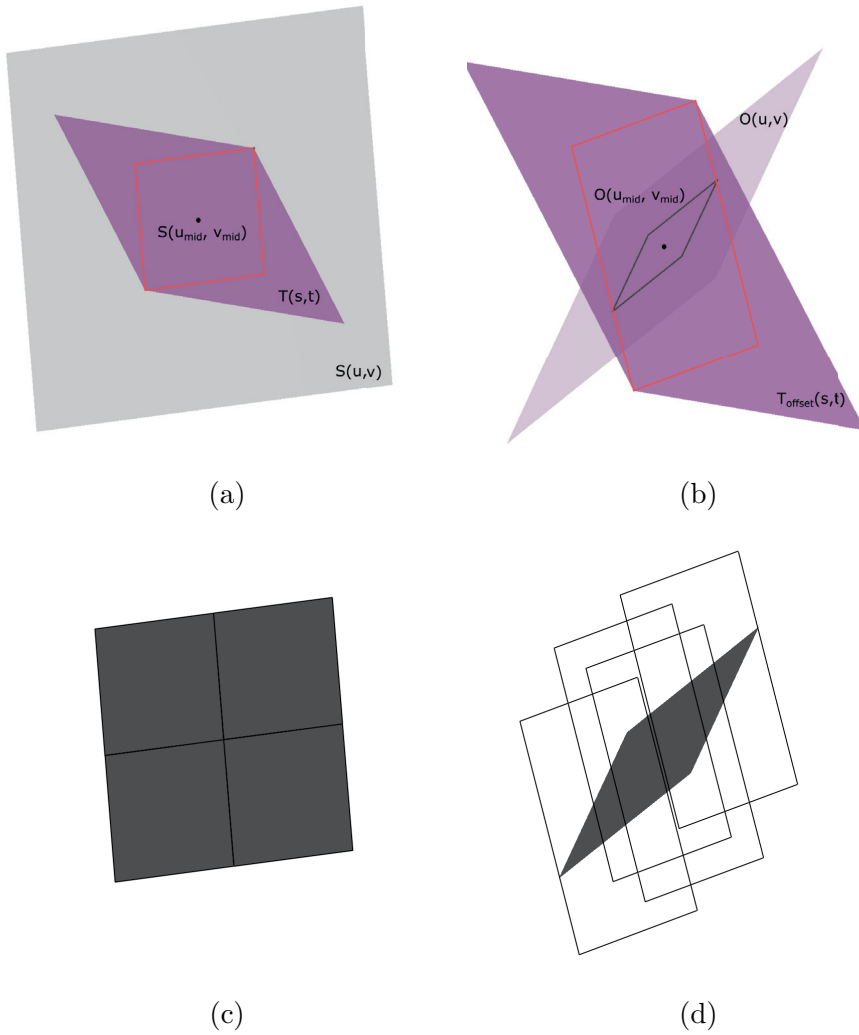 S(u_mid, v_mid)
T(s,t)
S(u,v)
(a)
O(u,v)
O(u_mid, v_mid)
T_offset(s,t)
(b)
(c)
(d)